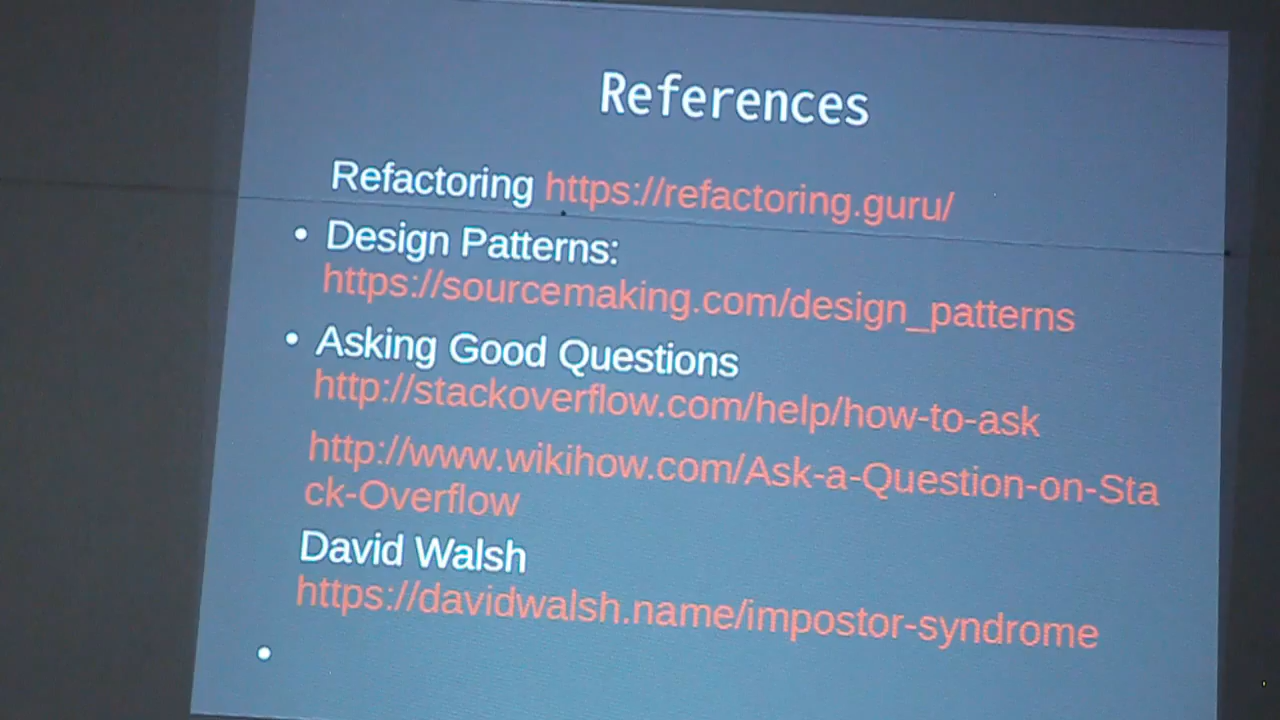 References
Refactoring https://refactoring.guru/
• Design Patterns:
https://sourcemaking.com/design_patterns
• Asking Good Questions
http://stackoverflow.com/help/how-to-ask
http://www.wikihow.com/Ask-a-Question-on-Sta
ck-Overflow
David Walsh
https://davidwalsh.name/impostor-syndrome
•